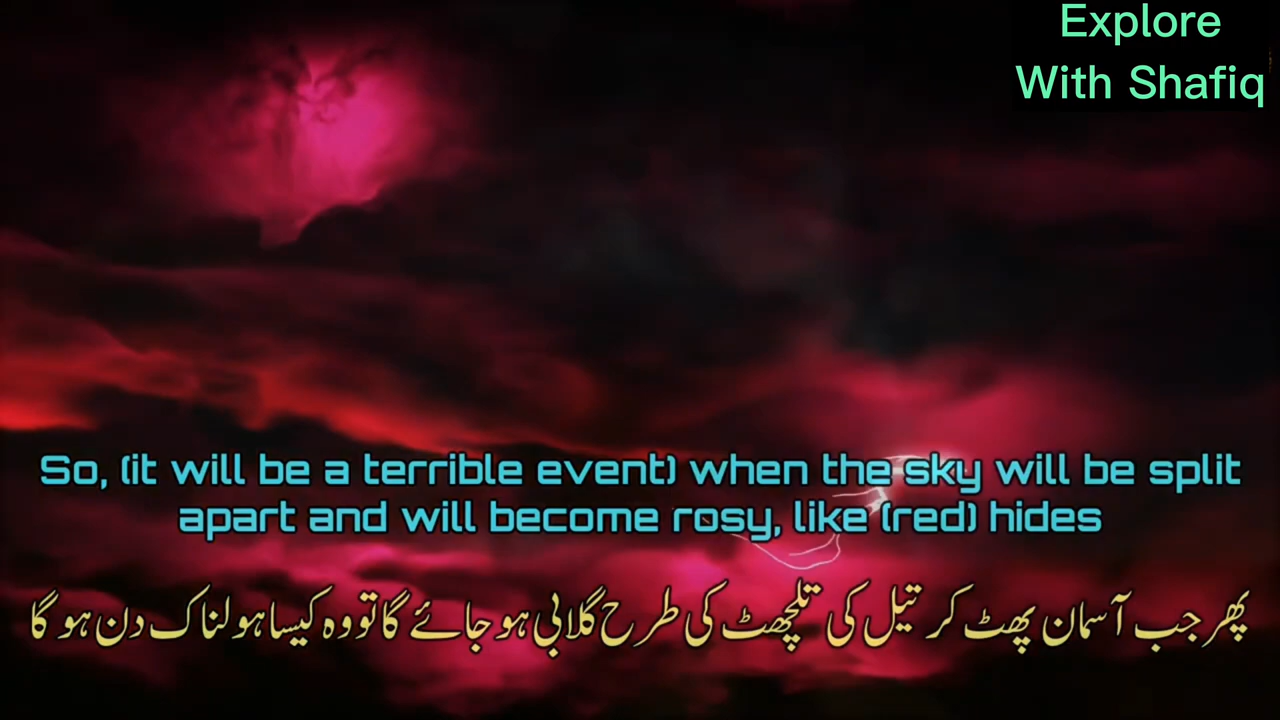 Explore
With Shafiq
So, (it will be a terrible event) when the sky will be split
apart and will become rosy, like (red) hides
پھر جب آسمان پھٹ کر تیل کی تلچھٹ کی طرح گلابی ہو جائے گا تو وہ کیسا ہولناک دن ہو گا